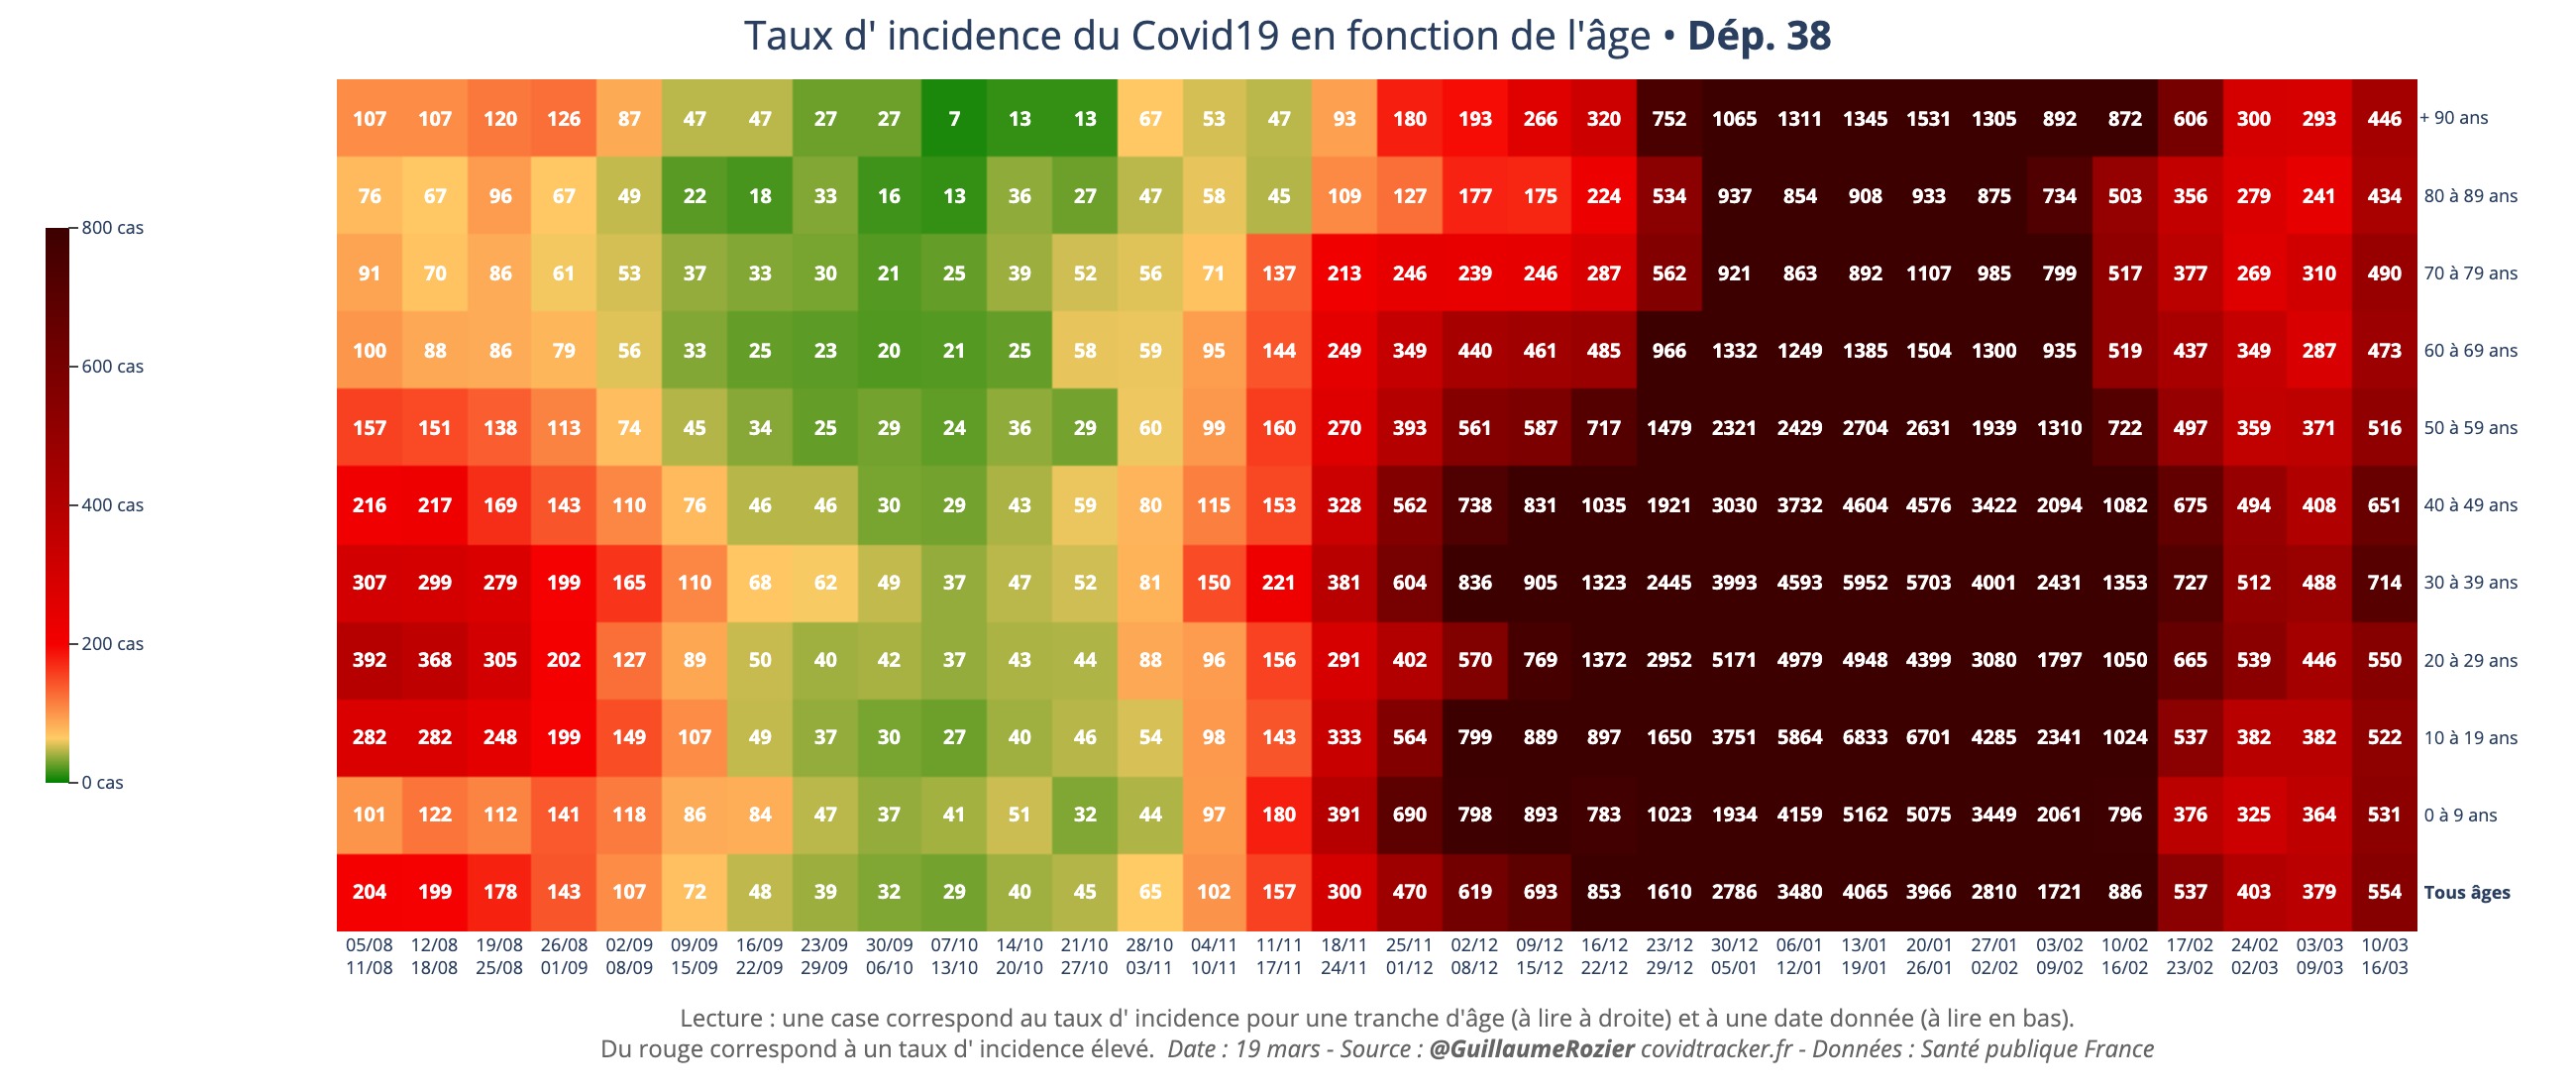 Taux d' incidence du Covid19 en fonction de l'âge • Dép. 38
800 cas
600 cas
400 cas
200 cas
0 cas
107 107 120 126 87 47 47 27 27 7 13 13 67 53 47 93 180 193 266 320 752 1065 1311 1345 1531 1305 892 872 606 300 293 446 + 90 ans
76 67 96 67 49 22 18 33 16 13 36 27 47 58 45 109 127 177 175 224 534 937 854 908 933 875 734 503 356 279 241 434 80 à 89 ans
91 70 86 61 53 37 33 30 21 25 39 52 56 71 137 213 246 239 246 287 562 921 863 892 1107 985 799 517 377 269 310 490 70 à 79 ans
100 88 86 79 56 33 25 23 20 21 25 58 59 95 144 249 349 440 461 485 966 1332 1249 1385 1504 1300 935 519 437 349 287 473 60 à 69 ans
157 151 138 113 74 45 34 25 29 24 36 29 60 99 160 270 393 561 587 717 1479 2321 2429 2704 2631 1939 1310 722 497 359 371 516 50 à 59 ans
216 217 169 143 110 76 46 46 30 29 43 59 80 115 153 328 562 738 831 1035 1921 3030 3732 4604 4576 3422 2094 1082 675 494 408 651 40 à 49 ans
307 299 279 199 165 110 68 62 49 37 47 52 81 150 221 381 604 836 905 1323 2445 3993 4593 5952 5703 4001 2431 1353 727 512 488 714 30 à 39 ans
392 368 305 202 127 89 50 40 42 37 43 44 88 96 156 291 402 570 769 1372 2952 5171 4979 4948 4399 3080 1797 1050 665 539 446 550 20 à 29 ans
282 282 248 199 149 107 49 37 30 27 40 46 54 98 143 333 564 799 889 897 1650 3751 5864 6833 6701 4285 2341 1024 537 382 382 522 10 à 19 ans
101 122 112 141 118 86 84 47 37 41 51 32 44 97 180 391 690 798 893 783 1023 1934 4159 5162 5075 3449 2061 796 376 325 364 531 0 à 9 ans
204 199 178 143 107 72 48 39 32 29 40 45 65 102 157 300 470 619 693 853 1610 2786 3480 4065 3966 2810 1721 886 537 403 379 554 Tous âges
05/08 12/08 19/08 26/08 02/09 09/09 16/09 23/09 30/09 07/10 14/10 21/10 28/10 04/11 11/11 18/11 25/11 02/12 09/12 16/12 23/12 30/12 06/01 13/01 20/01 27/01 03/02 10/02 17/02 24/02 03/03 10/03
11/08 18/08 25/08 01/09 08/09 15/09 22/09 29/09 06/10 13/10 20/10 27/10 03/11 10/11 17/11 24/11 01/12 08/12 15/12 22/12 29/12 05/01 12/01 19/01 26/01 02/02 09/02 16/02 23/02 02/03 09/03 16/03
Lecture : une case correspond au taux d' incidence pour une tranche d'âge (à lire à droite) et à une date donnée (à lire en bas).
Du rouge correspond à un taux d' incidence élevé. Date : 19 mars - Source : @GuillaumeRozier covidtracker.fr - Données : Santé publique France